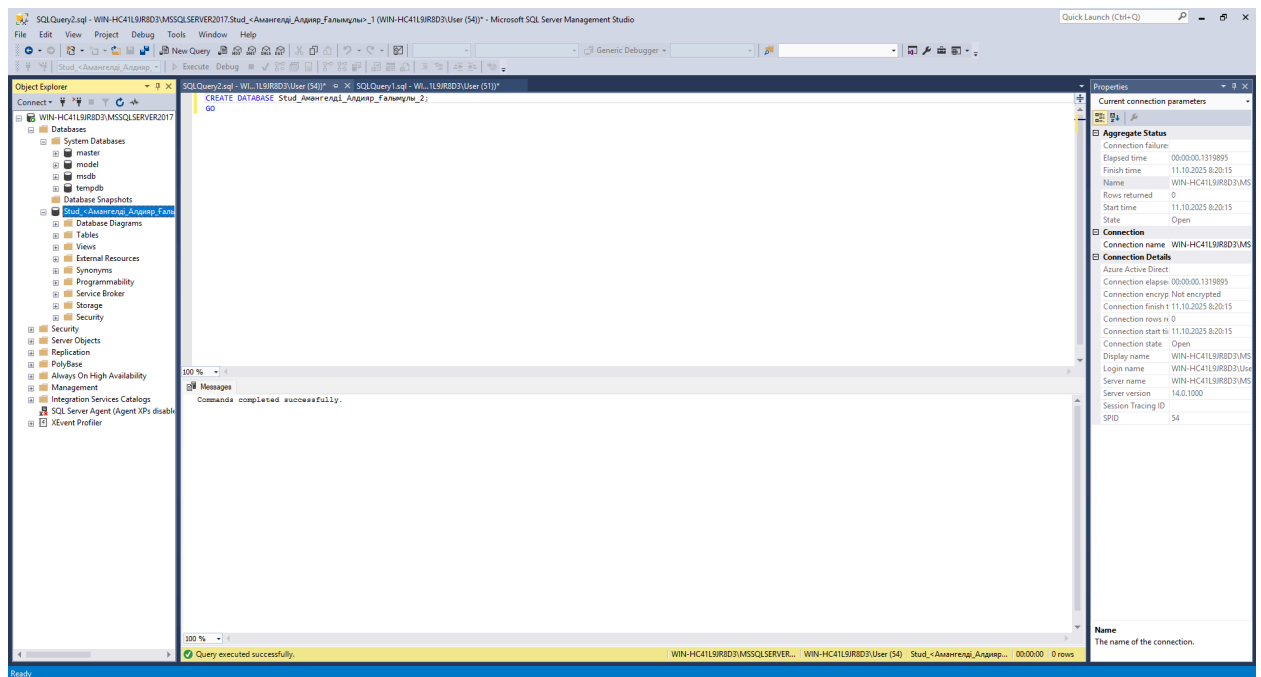 SQLQuery2.sql - WIN-HC41L9JR8D3\MSSQLSERVER2017.Stud_<Амангелді_Алдияр_Ғалымұлы>_1 (WIN-HC41L9JR8D3\User (54))* - Microsoft SQL Server Management Studio
Quick Launch (Ctrl+Q)
File Edit View Project Debug Tools Window Help
New Query
Generic Debugger
Stud_<Амангелді_Алдияр_
Execute Debug
Object Explorer
SQLQuery2.sql - WI...1L9JR8D3\User (54))* SQLQuery1.sql - WI...1L9JR8D3\User (51))*
Connect
WIN-HC41L9JR8D3\MSSQLSERVER2017
Databases
System Databases
master
model
msdb
tempdb
Database Snapshots
Stud_<Амангелді_Алдияр_Ғалы
Database Diagrams
Tables
Views
External Resources
Synonyms
Programmability
Service Broker
Storage
Security
Security
Server Objects
Replication
PolyBase
Always On High Availability
Management
Integration Services Catalogs
SQL Server Agent (Agent XPs disable
XEvent Profiler
CREATE DATABASE Stud_Амангелді_Алдияр_Ғалымұлы_2;
GO
100 %
Messages
Commands completed successfully.
100 %
Query executed successfully.
WIN-HC41L9JR8D3\MSSQLSERVER... WIN-HC41L9JR8D3\User (54) Stud_<Амангелді_Алдияр... 00:00:00 0 rows
Properties
Current connection parameters
Aggregate Status
Connection failure:
Elapsed time 00:00:00.1319895
Finish time 11.10.2025 8:20:15
Name WIN-HC41L9JR8D3\MS
Rows returned 0
Start time 11.10.2025 8:20:15
State Open
Connection
Connection name WIN-HC41L9JR8D3\MS
Connection Details
Azure Active Direct
Connection elapse 00:00:00.1319895
Connection encryp Not encrypted
Connection finish t 11.10.2025 8:20:15
Connection rows re 0
Connection start ti 11.10.2025 8:20:15
Connection state Open
Display name WIN-HC41L9JR8D3\MS
Login name WIN-HC41L9JR8D3\Use
Server name WIN-HC41L9JR8D3\MS
Server version 14.0.1000
Session Tracing ID
SPID 54
Name
The name of the connection.
Ready